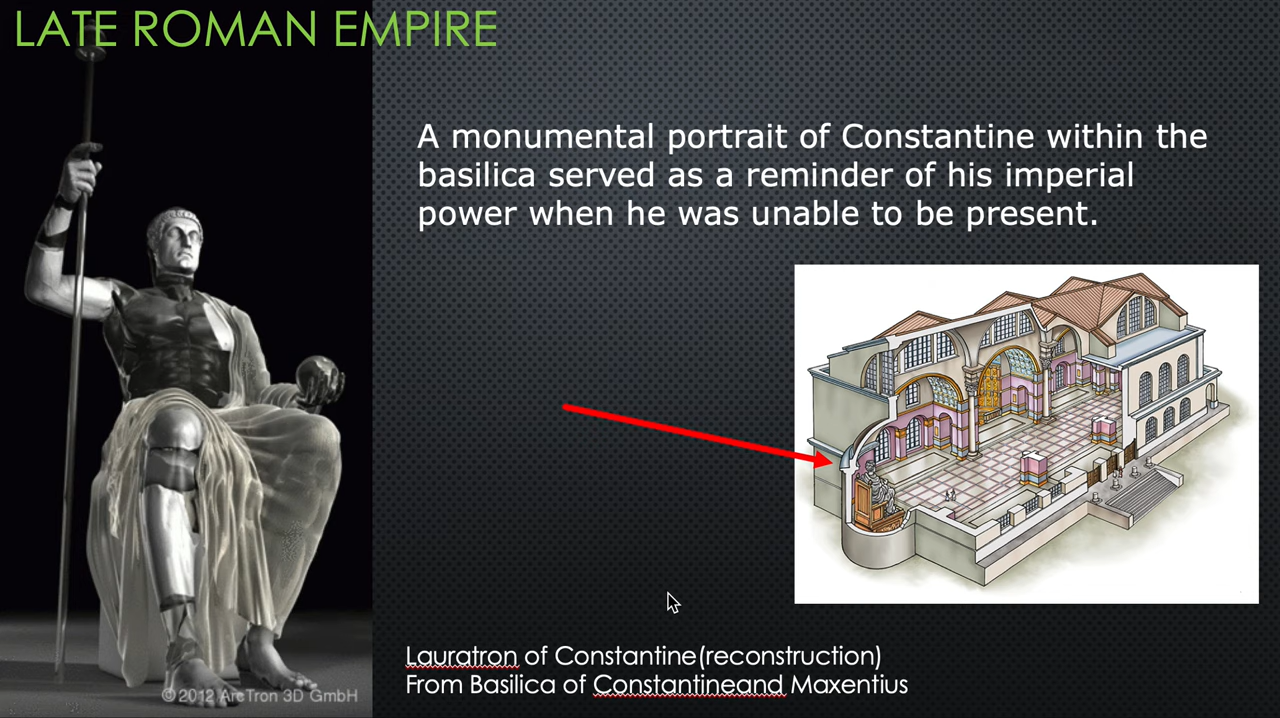 LATE ROMAN EMPIRE
A monumental portrait of Constantine within the
basilica served as a reminder of his imperial
power when he was unable to be present.
Lauratron of Constantine(reconstruction)
From Basilica of Constantineand Maxentius
©2012 ArcTron 3D GmbH